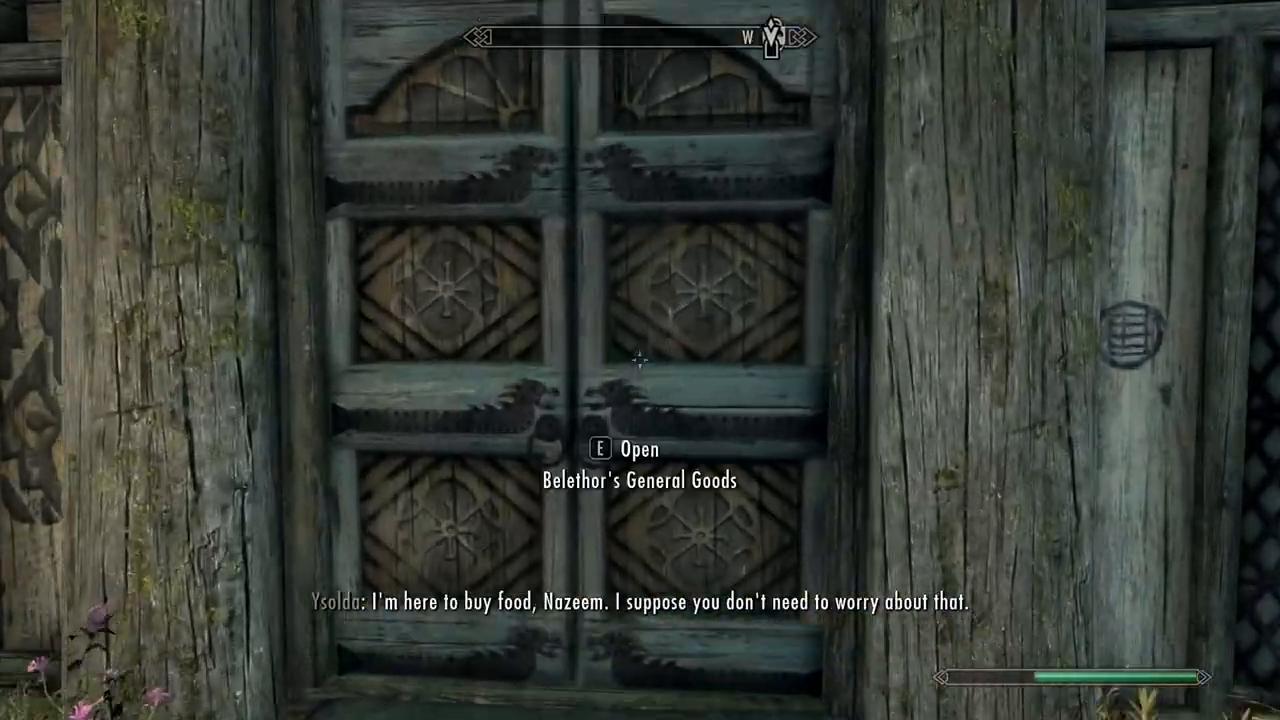 W
E Open
Belethor's General Goods
Ysolda: I'm here to buy food, Nazeem. I suppose you don't need to worry about that.